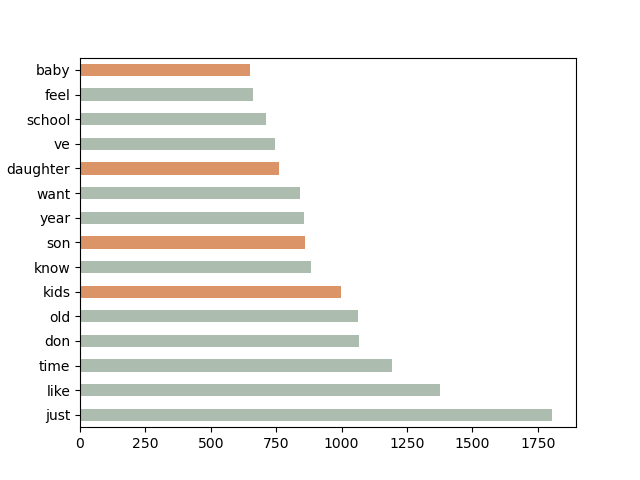 baby
feel
school
ve
daughter
want
year
son
know
kids
old
don
time
like
just
0 250 500 750 1000 1250 1500 1750